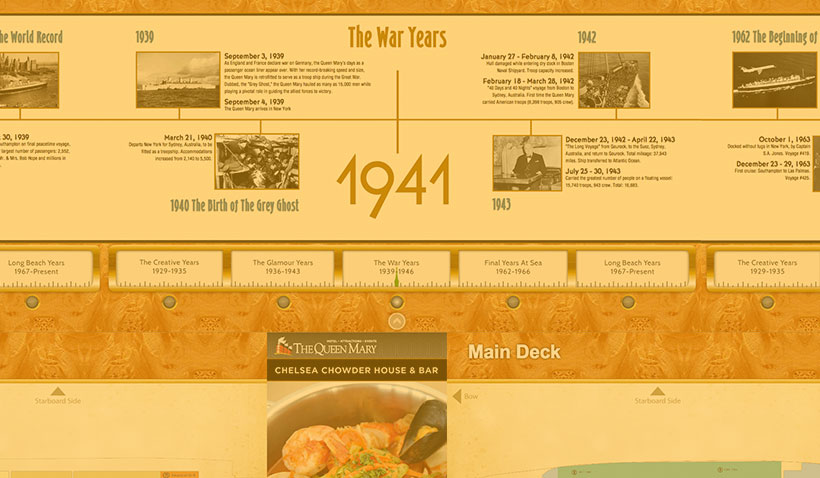 he World Record
1939
The War Years
1942
1962 The Beginning of
September 3, 1939
As England and France declare war on Germany, the Queen Mary's days as a
passenger ocean liner appear over. With her record-breaking speed and size,
the Queen Mary is retrofitted to serve as a troop ship during the Great War.
Dubbed, the "Grey Ghost," the Queen Mary hauled as many as 15,000 men while
playing a pivotal role in guiding the allied forces to victory.
September 4, 1939
The Queen Mary arrives in New York
January 27 - February 8, 1942
Hull damaged while entering dry dock in Boston
Naval Shipyard. Troop capacity increased.
February 18 - March 28, 1942
"40 Days and 40 Nights" voyage from Boston to
Sydney, Australia. First time the Queen Mary
carried American troops (8,398 troops, 905 crew).
30, 1939
Southampton on final peacetime voyage,
largest number of passengers: 2,552,
Mr. & Mrs. Bob Hope and millions in
March 21, 1940
Departs New York for Sydney, Australia, to be
fitted as a troopship. Accommodations
increased from 2,140 to 5,500.
1940 The Birth of The Grey Ghost
1941
December 23, 1942 - April 22, 1943
"The Long Voyage" from Gourock, to the Suez, Sydney,
Australia, and return to Gourock. Total mileage: 37,943
miles. Ship transferred to Atlantic Ocean.
July 25 - 30, 1943
Carried the greatest number of people on a floating vessel:
15,740 troops, 943 crew. Total: 16,683.
1943
October 1, 1963
Docked without tugs in New York, by Captain
S.A. Jones. Voyage #419.
December 23 - 29, 1963
First cruise: Southampton to Las Palmas.
Voyage #425.
Long Beach Years
1967-Present
The Creative Years
1929-1935
The Glamour Years
1936-1943
The War Years
1939-1946
Final Years At Sea
1962-1966
Long Beach Years
1967-Present
The Creative Years
1929-1935
HOTEL • ATTRACTIONS • EVENTS
THE QUEEN MARY
CHELSEA CHOWDER HOUSE & BAR
Main Deck
Starboard Side
Bow
Starboard Side